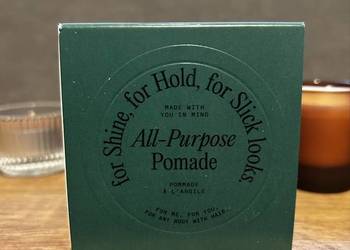 for Shine, for Hold, for Slick looks,
MADE WITH
YOU IN MIND
All-Purpose
Pomade
POMMADE
À L'ARGILE
FOR ME, FOR YOU,
FOR ANY BODY WITH HAIR.